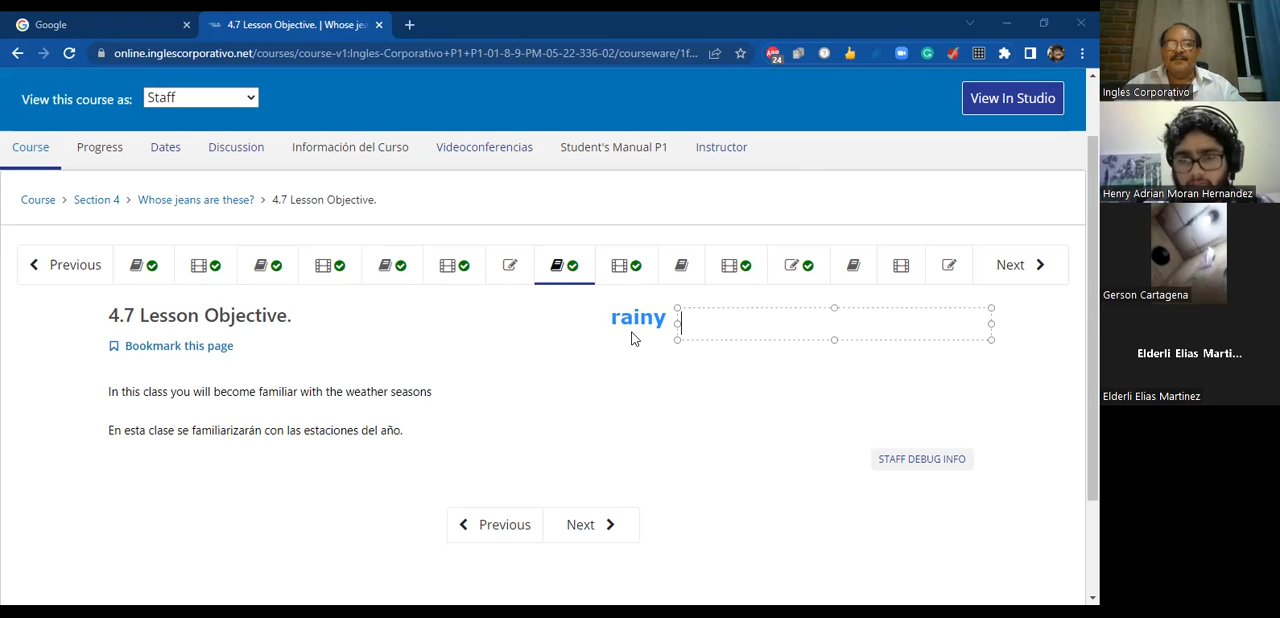 Google
4.7 Lesson Objective. | Whose jea
online.inglescorporativo.net/courses/course-v1:Ingles-Corporativo+P1+P1-01-8-9-PM-05-22-336-02/courseware/1f...
24
View this course as:
Staff
View In Studio
Course
Progress
Dates
Discussion
Información del Curso
Videoconferencias
Student's Manual P1
Instructor
Course > Section 4 > Whose jeans are these? > 4.7 Lesson Objective.
Previous
Next
4.7 Lesson Objective.
rainy
Bookmark this page
In this class you will become familiar with the weather seasons
En esta clase se familiarizarán con las estaciones del año.
STAFF DEBUG INFO
Previous
Next
Ingles Corporativo
Henry Adrian Moran Hernandez
Gerson Cartagena
Elderli Elias Marti...
Elderli Elias Martinez